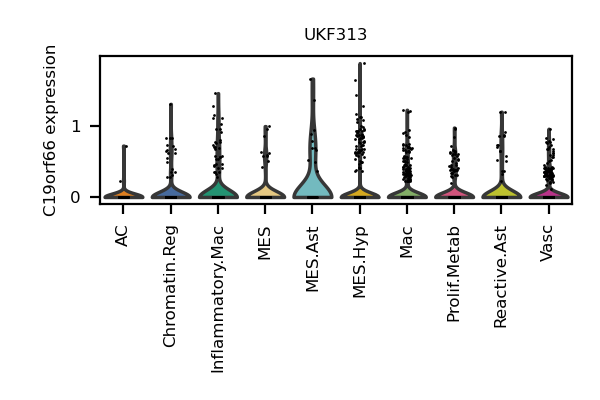 UKF313
C19orf66 expression
1
0
AC
Chromatin.Reg
Inflammatory.Mac
MES
MES.Ast
MES.Hyp
Mac
Prolif.Metab
Reactive.Ast
Vasc